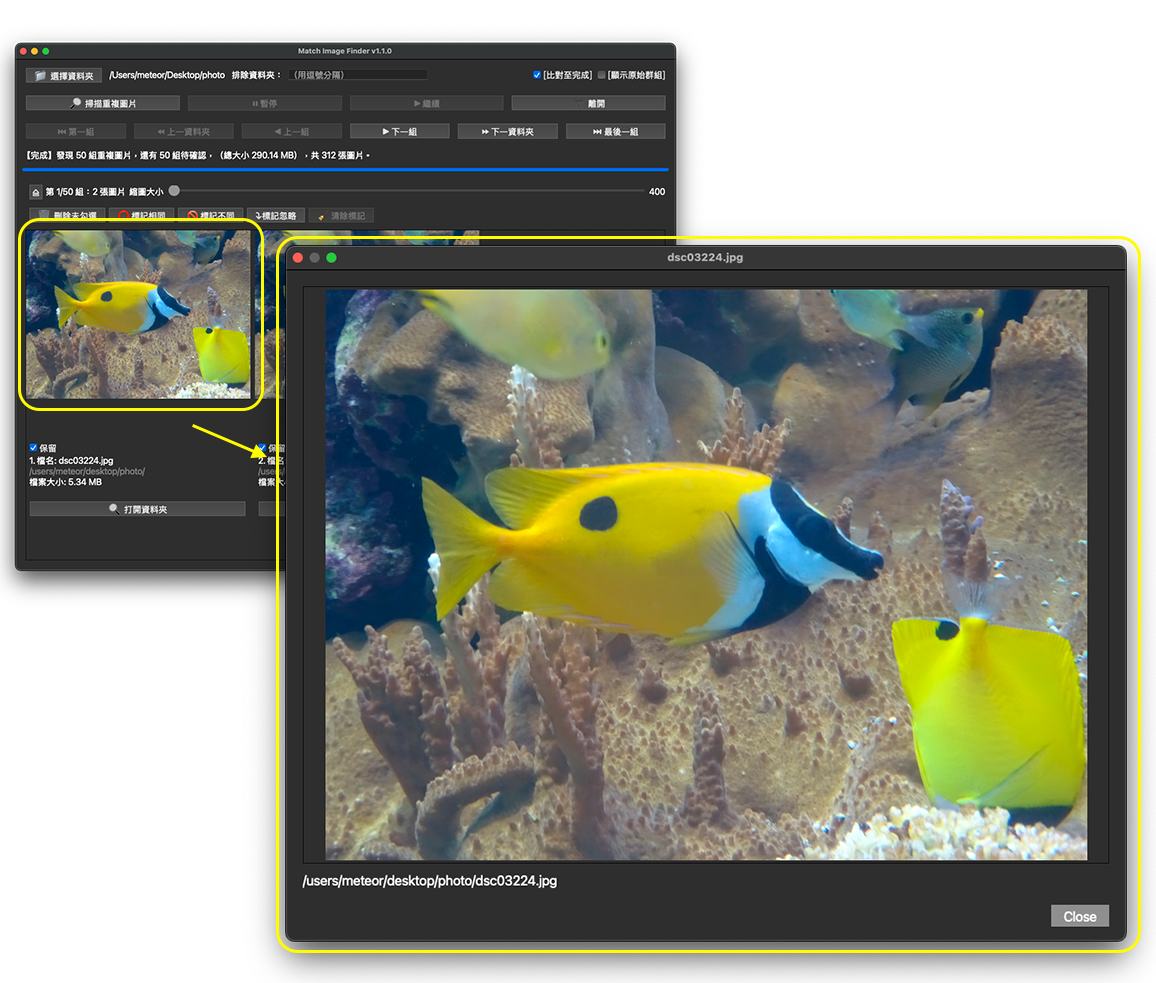 Match Image Finder v1.1.0
選擇資料夾 /Users/meteor/Desktop/photo 排除資料夾： （用逗號分隔） [比對至完成] [顯示原始群組]
掃描重複圖片 暫停 繼續 離開
第一組 上一資料夾 上一組 下一組 下一資料夾 最後一組
【完成】發現 50 組重複圖片，還有 50 組待確認，（總大小 290.14 MB），共 312 張圖片。
第 1/50 組：2 張圖片 縮圖大小 400
刪除未勾選 標記相同 標記不同 標記忽略 清除標記
保留 保留
1. 檔名: dsc03224.jpg 2. 檔名
/users/meteor/desktop/photo/ /users/
檔案大小: 5.34 MB 檔案大
打開資料夾
dsc03224.jpg
/users/meteor/desktop/photo/dsc03224.jpg
Close